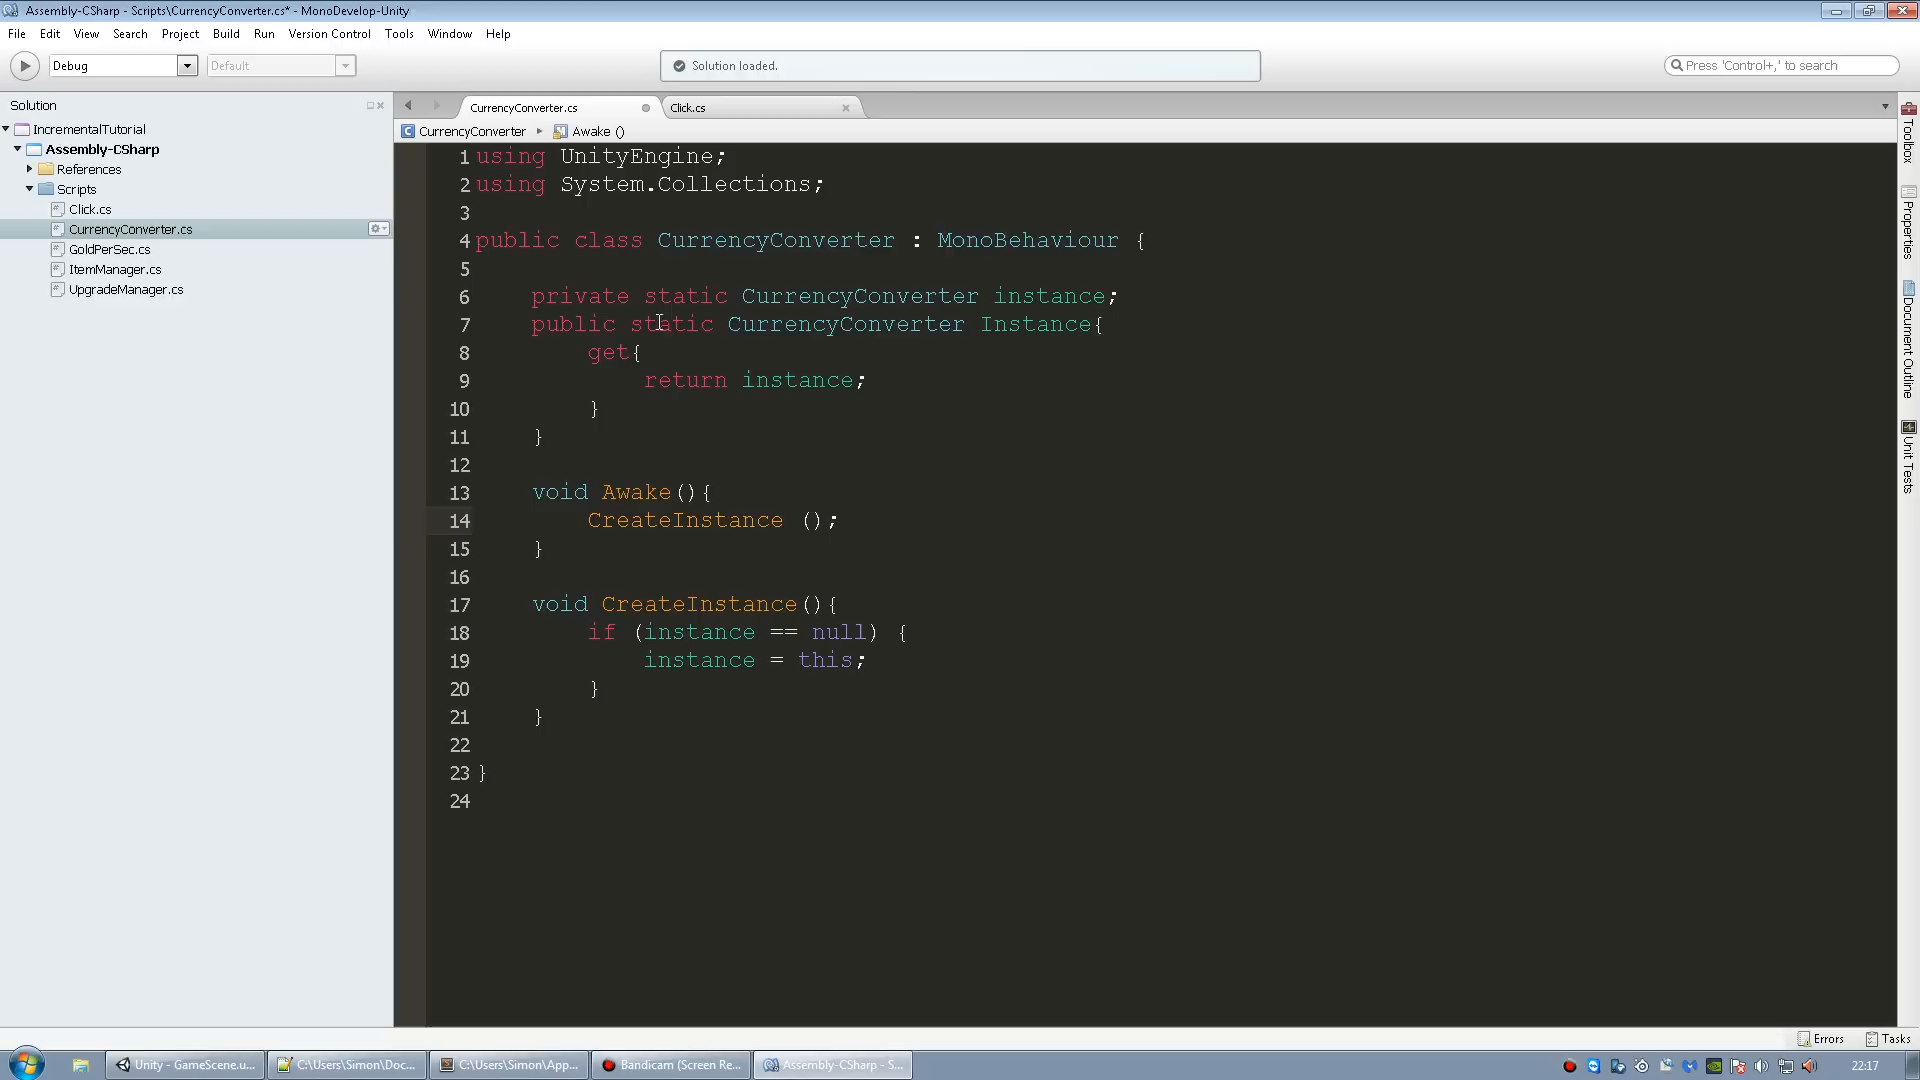 Assembly-CSharp - Scripts\CurrencyConverter.cs* - MonoDevelop-Unity
File Edit View Search Project Build Run Version Control Tools Window Help
Debug Default Solution loaded. Press 'Control+,' to search
Solution
IncrementalTutorial
Assembly-CSharp
References
Scripts
Click.cs
CurrencyConverter.cs
GoldPerSec.cs
ItemManager.cs
UpgradeManager.cs
CurrencyConverter.cs Click.cs
CurrencyConverter Awake ()
1 using UnityEngine;
2 using System.Collections;
3
4 public class CurrencyConverter : MonoBehaviour {
5
6 private static CurrencyConverter instance;
7 public static CurrencyConverter Instance{
8 get{
9 return instance;
10 }
11 }
12
13 void Awake(){
14 CreateInstance ();
15 }
16
17 void CreateInstance(){
18 if (instance == null) {
19 instance = this;
20 }
21 }
22
23 }
24
Toolbox
Properties
Document Outline
Unit Tests
Errors Tasks
Unity - GameScene.u... C:\Users\Simon\Doc... C:\Users\Simon\App... Bandicam (Screen Re... Assembly-CSharp - S... 22:17